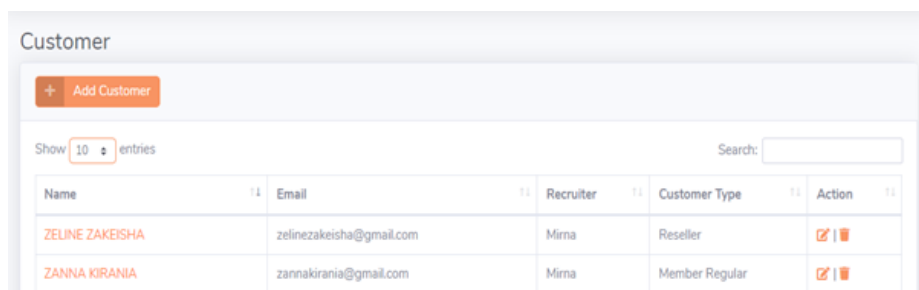 Customer
+ Add Customer
Show 10 entries Search:
Name Email Recruiter Customer Type Action
ZELINE ZAKEISHA zelinezakeisha@gmail.com Mirna Reseller |
ZANNA KIRANIA zannakirania@gmail.com Mirna Member Regular |